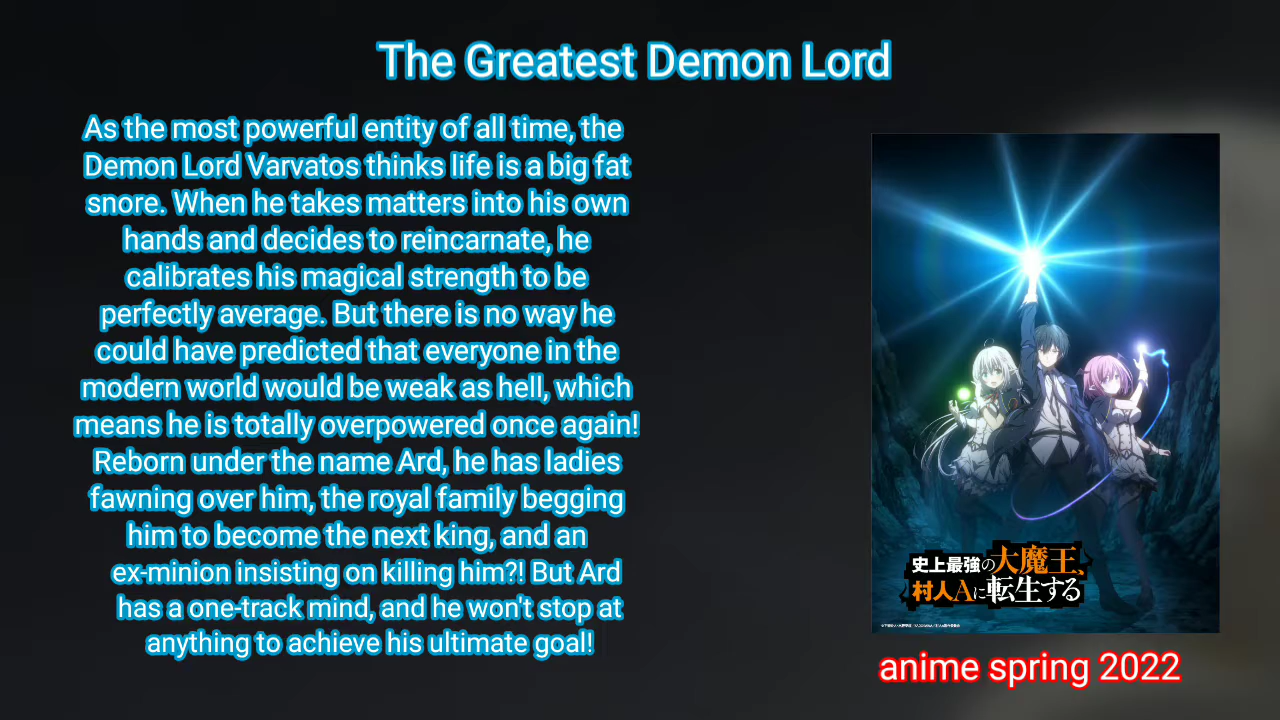 The Greatest Demon Lord
As the most powerful entity of all time, the
Demon Lord Varvatos thinks life is a big fat
snore. When he takes matters into his own
hands and decides to reincarnate, he
calibrates his magical strength to be
perfectly average. But there is no way he
could have predicted that everyone in the
modern world would be weak as hell, which
means he is totally overpowered once again!
Reborn under the name Ard, he has ladies
fawning over him, the royal family begging
him to become the next king, and an
ex-minion insisting on killing him?! But Ard
has a one-track mind, and he won't stop at
anything to achieve his ultimate goal!
史上最強の大魔王、
村人Aに転生する
anime spring 2022